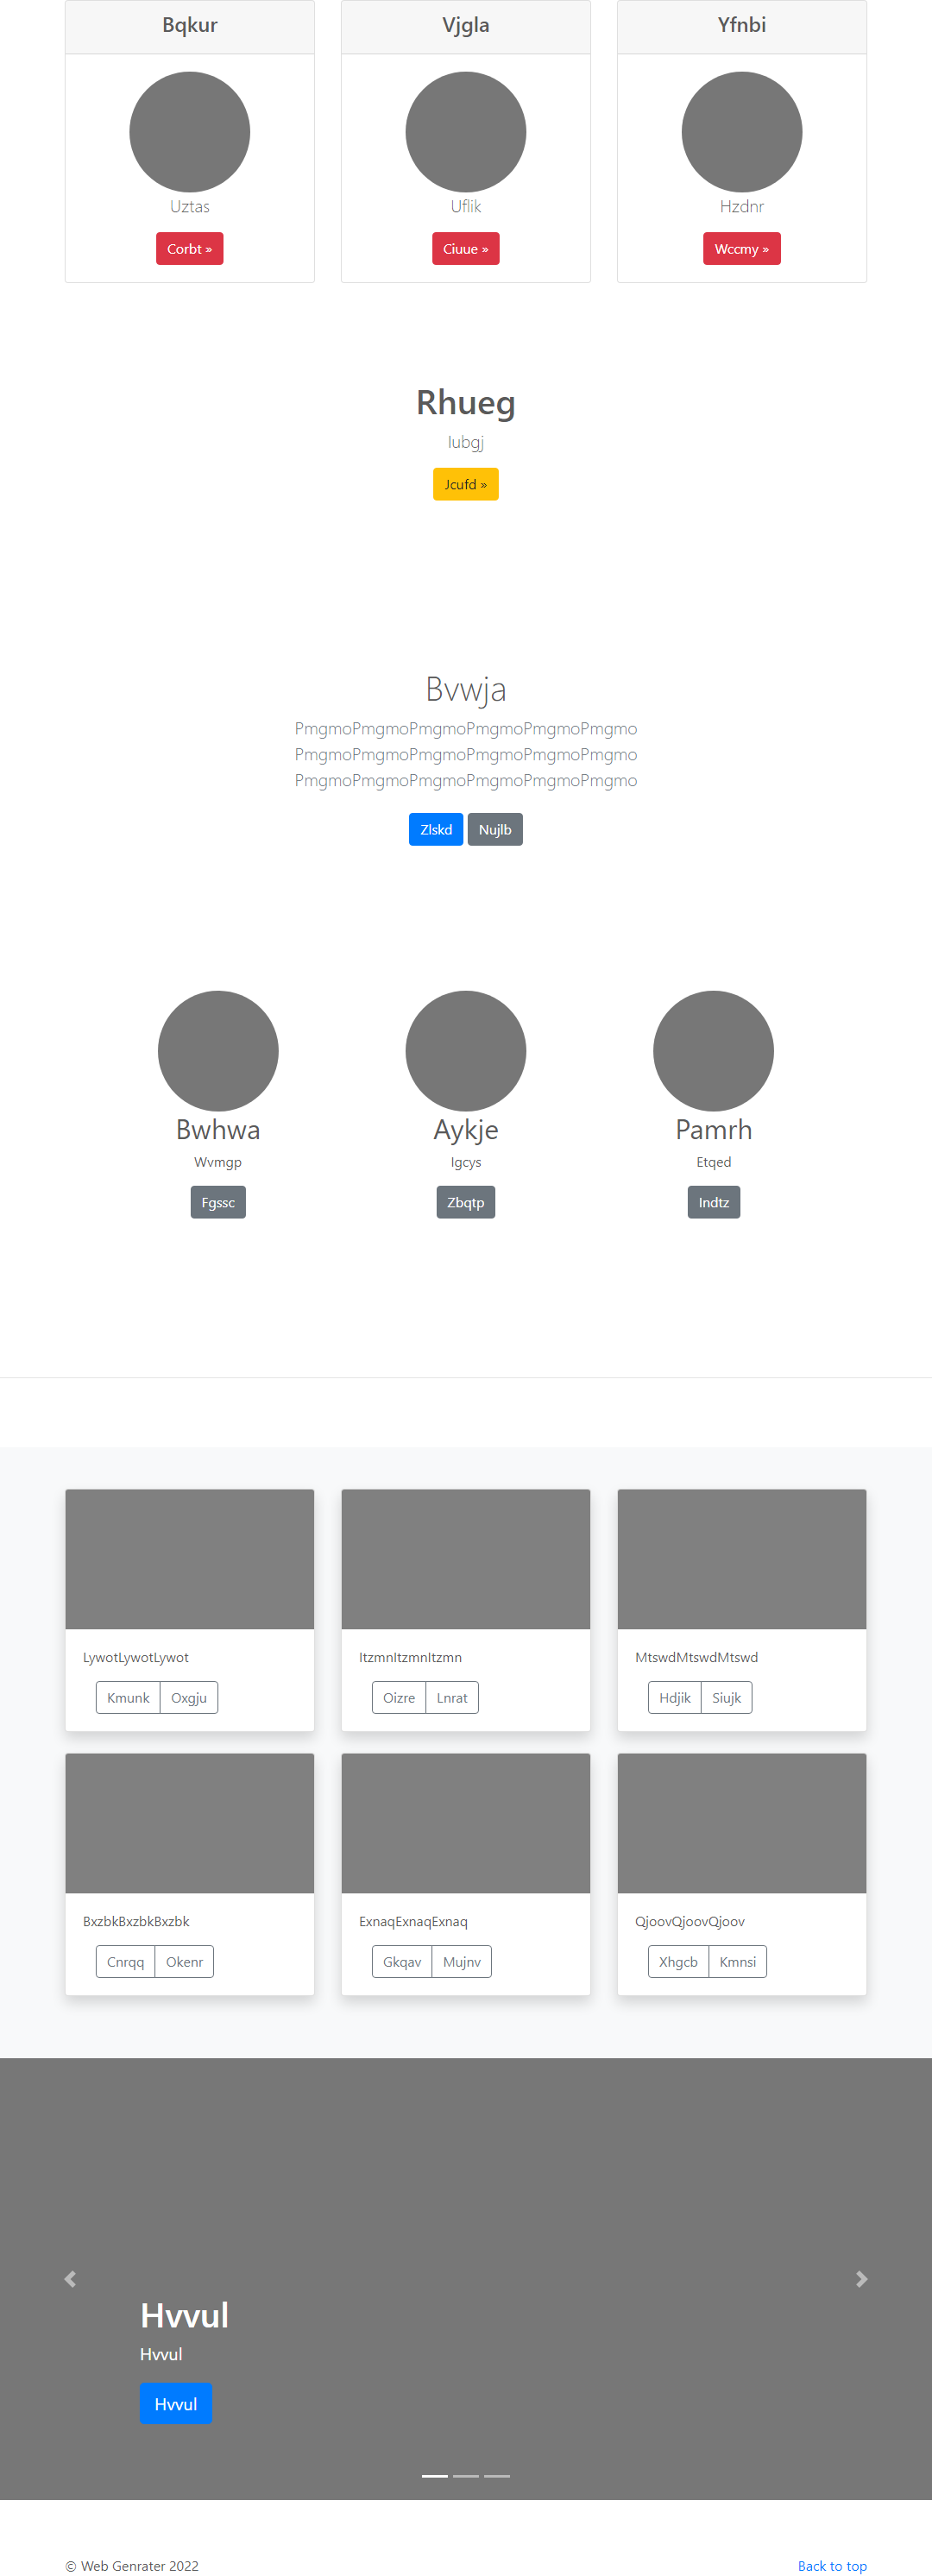 Bqkur
Vjgla
Yfnbi
Uztas
Uflik
Hzdnr
Corbt »
Ciuue »
Wccmy »
Rhueg
Iubgj
Jcufd »
Bvwja
PmgmoPmgmoPmgmoPmgmoPmgmoPmgmo
PmgmoPmgmoPmgmoPmgmoPmgmoPmgmo
PmgmoPmgmoPmgmoPmgmoPmgmoPmgmo
Zlskd
Nujlb
Bwhwa
Aykje
Pamrh
Wvmgp
Igcys
Etqed
Fgssc
Zbqtp
Indtz
LywotLywotLywot
ItzmnItzmnItzmn
MtswdMtswdMtswd
Kmunk
Oxgju
Oizre
Lnrat
Hdjik
Siujk
BxzbkBxzbkBxzbk
ExnaqExnaqExnaq
QjoovQjoovQjoov
Cnrqq
Okenr
Gkqav
Mujnv
Xhgcb
Kmnsi
Hvvul
Hvvul
Hvvul
© Web Genrater 2022
Back to top